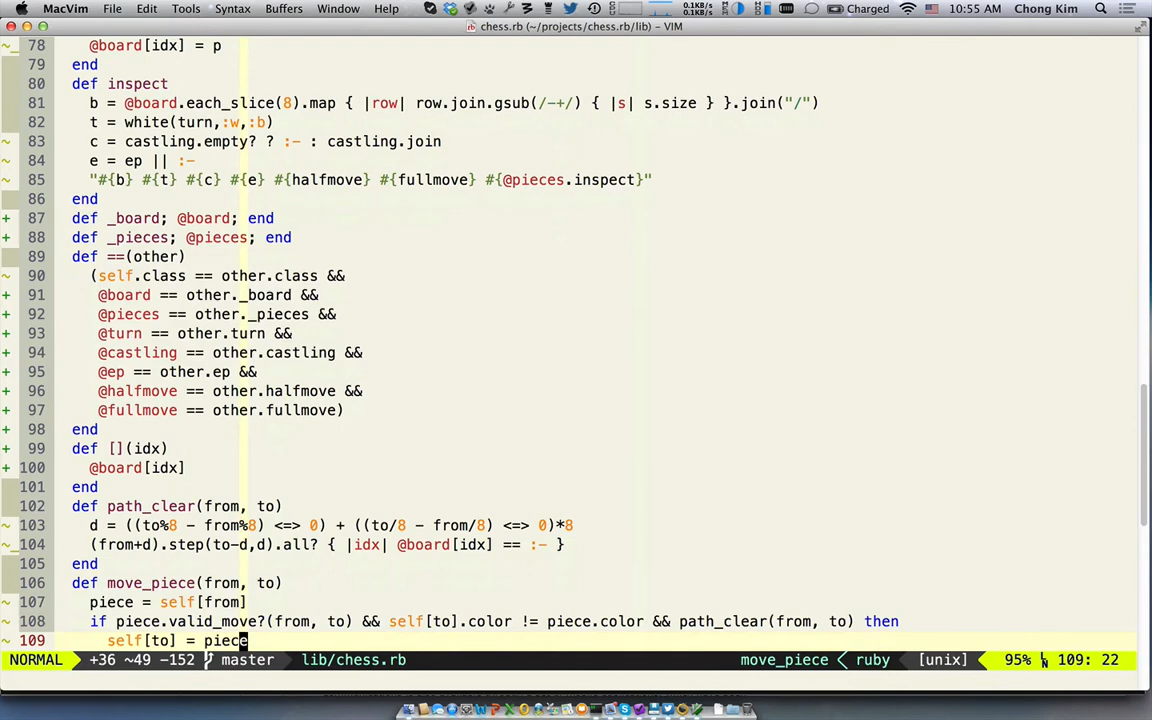 MacVim File Edit Tools Syntax Buffers Window Help 0.1KB/s 0.1KB/s Charged 10:55 AM Chong Kim
chess.rb (~/projects/chess.rb/lib) – VIM
~_ 78 @board[idx] = p
79 end
80 def inspect
81 b = @board.each_slice(8).map { |row| row.join.gsub(/-+/) { |s| s.size } }.join("/")
82 t = white(turn,:w,:b)
~ 83 c = castling.empty? ? :- : castling.join
84 e = ep || :-
~ 85 "#{b} #{t} #{c} #{e} #{halfmove} #{fullmove} #{@pieces.inspect}"
86 end
+ 87 def _board; @board; end
+ 88 def _pieces; @pieces; end
89 def ==(other)
~ 90 (self.class == other.class &&
+ 91 @board == other._board &&
+ 92 @pieces == other._pieces &&
+ 93 @turn == other.turn &&
+ 94 @castling == other.castling &&
+ 95 @ep == other.ep &&
+ 96 @halfmove == other.halfmove &&
+ 97 @fullmove == other.fullmove)
+ 98 end
+ 99 def [](idx)
+ 100 @board[idx]
101 end
102 def path_clear(from, to)
~ 103 d = ((to%8 - from%8) <=> 0) + ((to/8 - from/8) <=> 0)*8
~_ 104 (from+d).step(to-d,d).all? { |idx| @board[idx] == :- }
105 end
106 def move_piece(from, to)
~ 107 piece = self[from]
~ 108 if piece.valid_move?(from, to) && self[to].color != piece.color && path_clear(from, to) then
~ 109 self[to] = piece
NORMAL +36 ~49 -152 master lib/chess.rb move_piece ruby [unix] 95% LN 109: 22